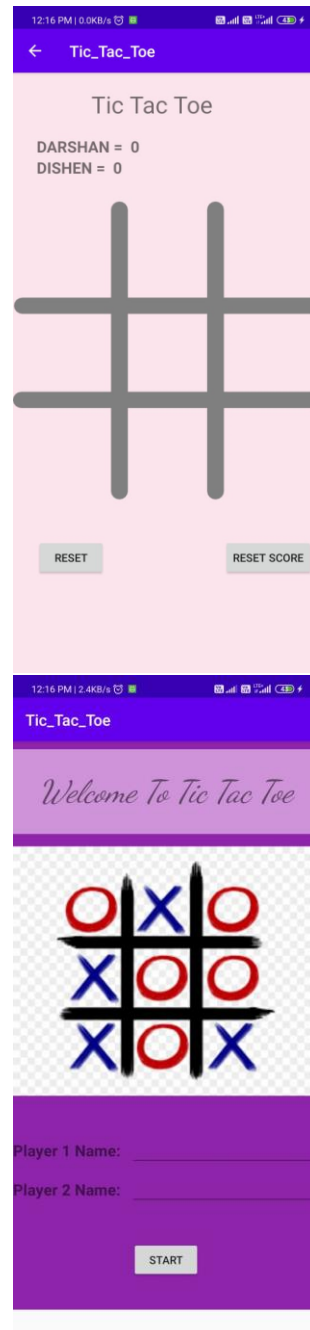 12:16 PM | 0.0KB/s
Tic_Tac_Toe
Tic Tac Toe
DARSHAN = 0
DISHEN = 0
RESET
RESET SCORE
12:16 PM | 2.4KB/s
Tic_Tac_Toe
Welcome To Tic Tac Toe
O X O
X O O
X O X
Player 1 Name:
Player 2 Name:
START